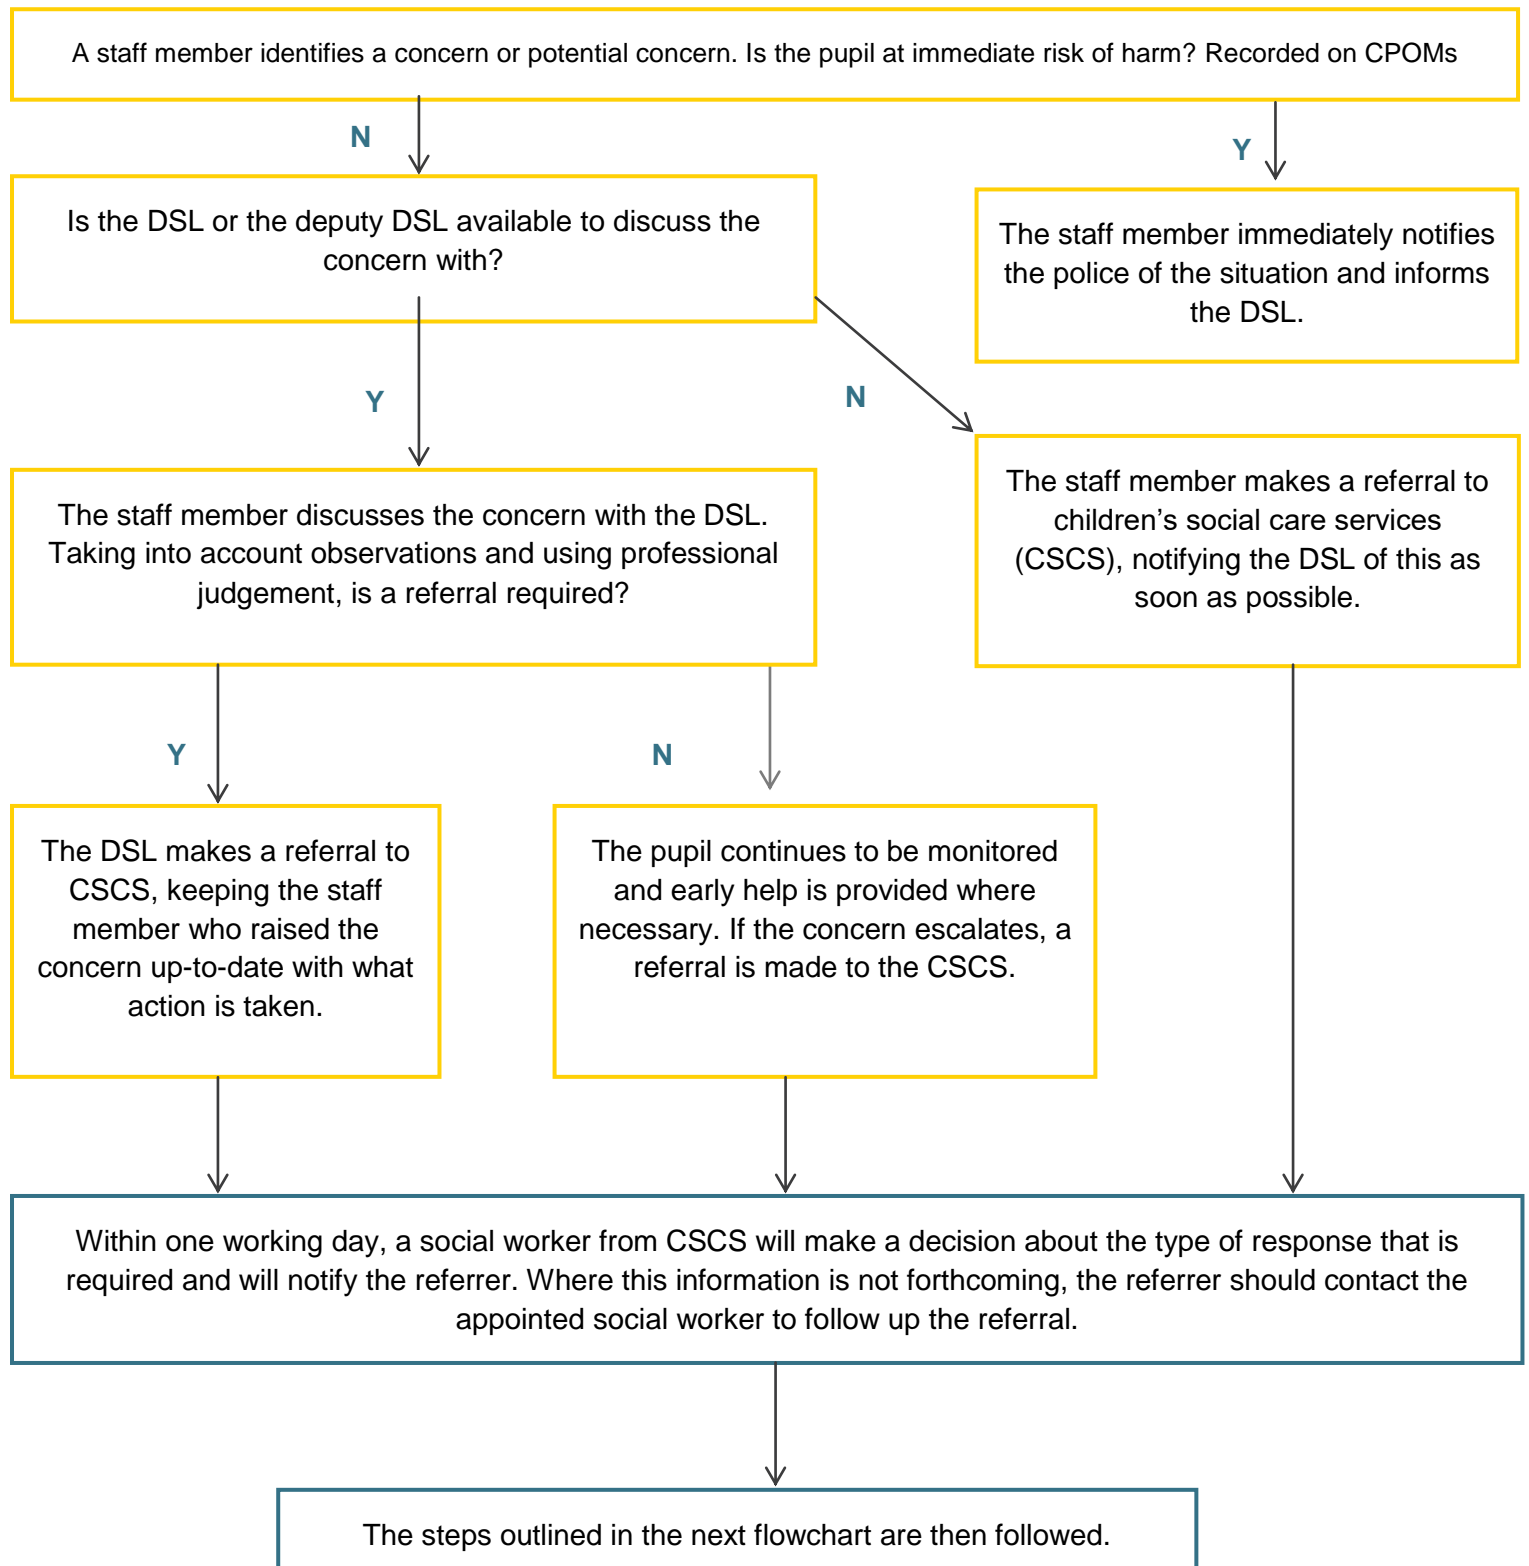 A staff member identifies a concern or potential concern. Is the pupil at immediate risk of harm? Recorded on CPOMs
N
Y
Is the DSL or the deputy DSL available to discuss the
concern with?
The staff member immediately notifies
the police of the situation and informs
the DSL.
Y
N
The staff member discusses the concern with the DSL.
Taking into account observations and using professional
judgement, is a referral required?
The staff member makes a referral to
children’s social care services
(CSCS), notifying the DSL of this as
soon as possible.
Y
N
The DSL makes a referral to
CSCS, keeping the staff
member who raised the
concern up-to-date with what
action is taken.
The pupil continues to be monitored
and early help is provided where
necessary. If the concern escalates, a
referral is made to the CSCS.
Within one working day, a social worker from CSCS will make a decision about the type of response that is
required and will notify the referrer. Where this information is not forthcoming, the referrer should contact the
appointed social worker to follow up the referral.
The steps outlined in the next flowchart are then followed.